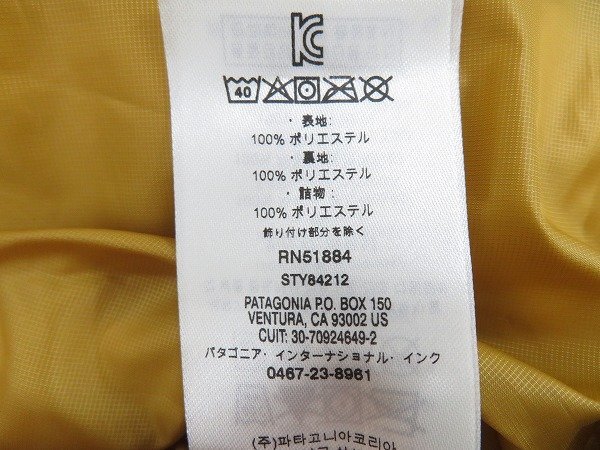 40
・表地:
100% ポリエステル
・裏地:
100% ポリエステル
・詰物:
100% ポリエステル
飾り付け部分を除く
RN51884
STY84212
PATAGONIA P.O. BOX 150
VENTURA, CA 93002 US
CUIT: 30-70924649-2
パタゴニア・インターナショナル・インク
0467-23-8961
(주)파타고니아코리아